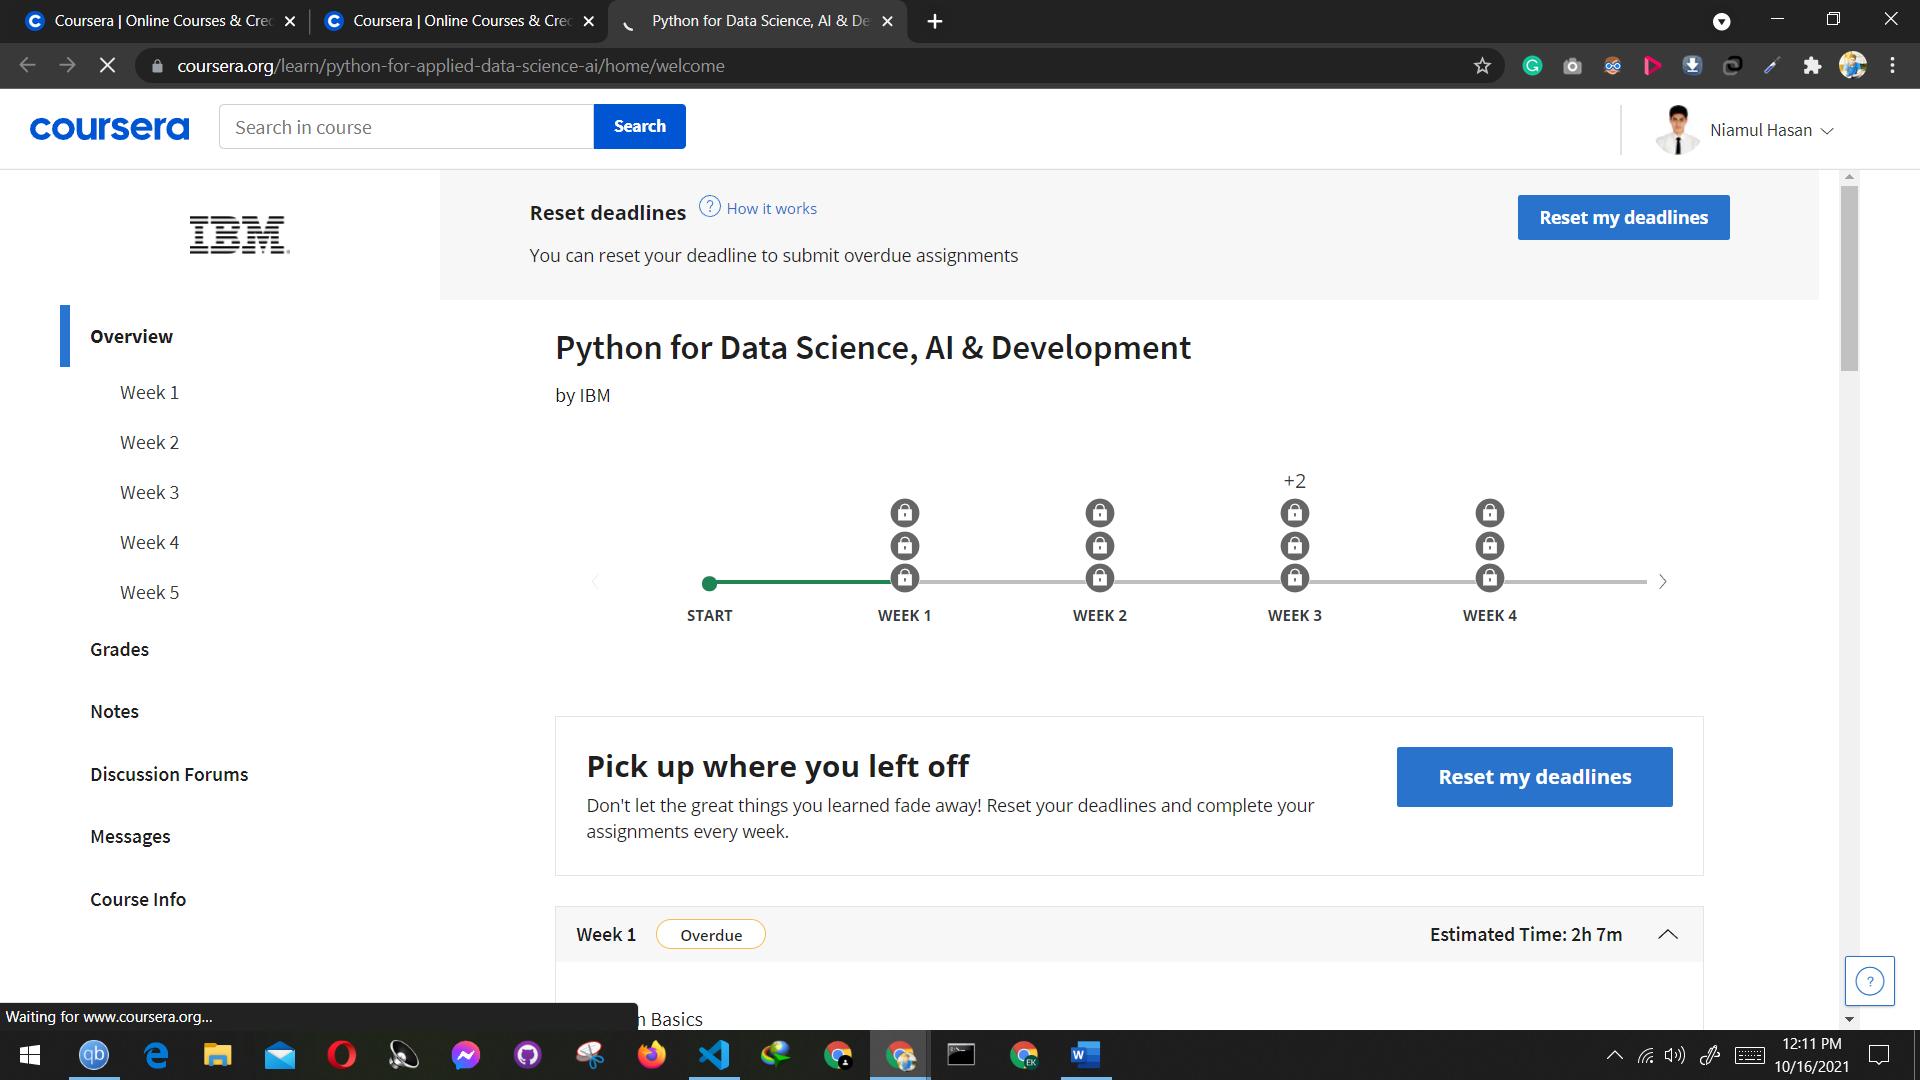 Coursera | Online Courses & Cre
Coursera | Online Courses & Cre
Python for Data Science, AI & De
coursera.org/learn/python-for-applied-data-science-ai/home/welcome
coursera
Search in course
Search
Niamul Hasan
IBM
Reset deadlines
How it works
Reset my deadlines
You can reset your deadline to submit overdue assignments
Overview
Week 1
Week 2
Week 3
Week 4
Week 5
Grades
Notes
Discussion Forums
Messages
Course Info
Python for Data Science, AI & Development
by IBM
+2
START
WEEK 1
WEEK 2
WEEK 3
WEEK 4
Pick up where you left off
Don't let the great things you learned fade away! Reset your deadlines and complete your
assignments every week.
Reset my deadlines
Week 1
Overdue
Estimated Time: 2h 7m
n Basics
Waiting for www.coursera.org...
12:11 PM
10/16/2021